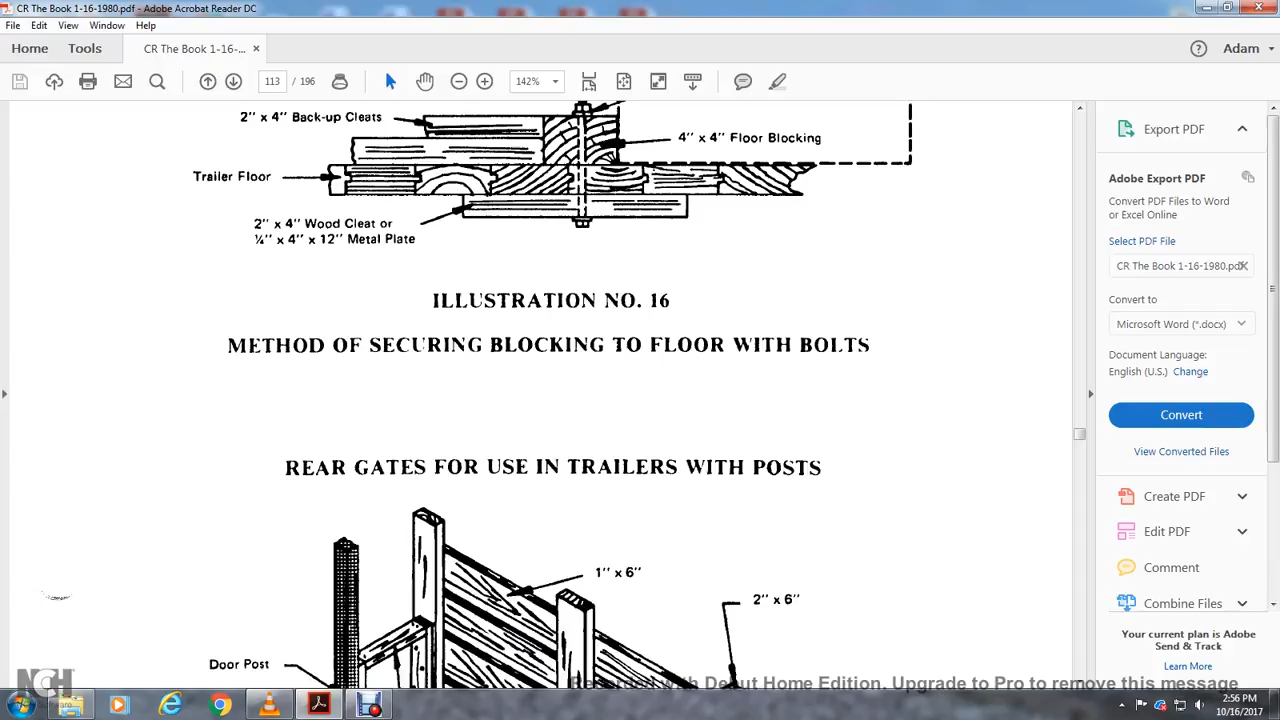 CR The Book 1-16-1980.pdf - Adobe Acrobat Reader DC
File Edit View Window Help
Home Tools CR The Book 1-16-... × Adam
113 / 196 142%
2" x 4" Back-up Cleats
4" x 4" Floor Blocking
Trailer Floor
2" x 4" Wood Cleat or
¼" x 4" x 12" Metal Plate
ILLUSTRATION NO. 16
METHOD OF SECURING BLOCKING TO FLOOR WITH BOLTS
REAR GATES FOR USE IN TRAILERS WITH POSTS
1" x 6"
2" x 6"
Door Post
Export PDF
Adobe Export PDF
Convert PDF Files to Word
or Excel Online
Select PDF File
CR The Book 1-16-1980.pdf
Convert to
Microsoft Word (*.docx)
Document Language:
English (U.S.) Change
Convert
View Converted Files
Create PDF
Edit PDF
Comment
Combine Files
Your current plan is Adobe
Send & Track
Learn More
NCH
Recorded with Debut Home Edition. Upgrade to Pro to remove this message
2:56 PM
10/16/2017